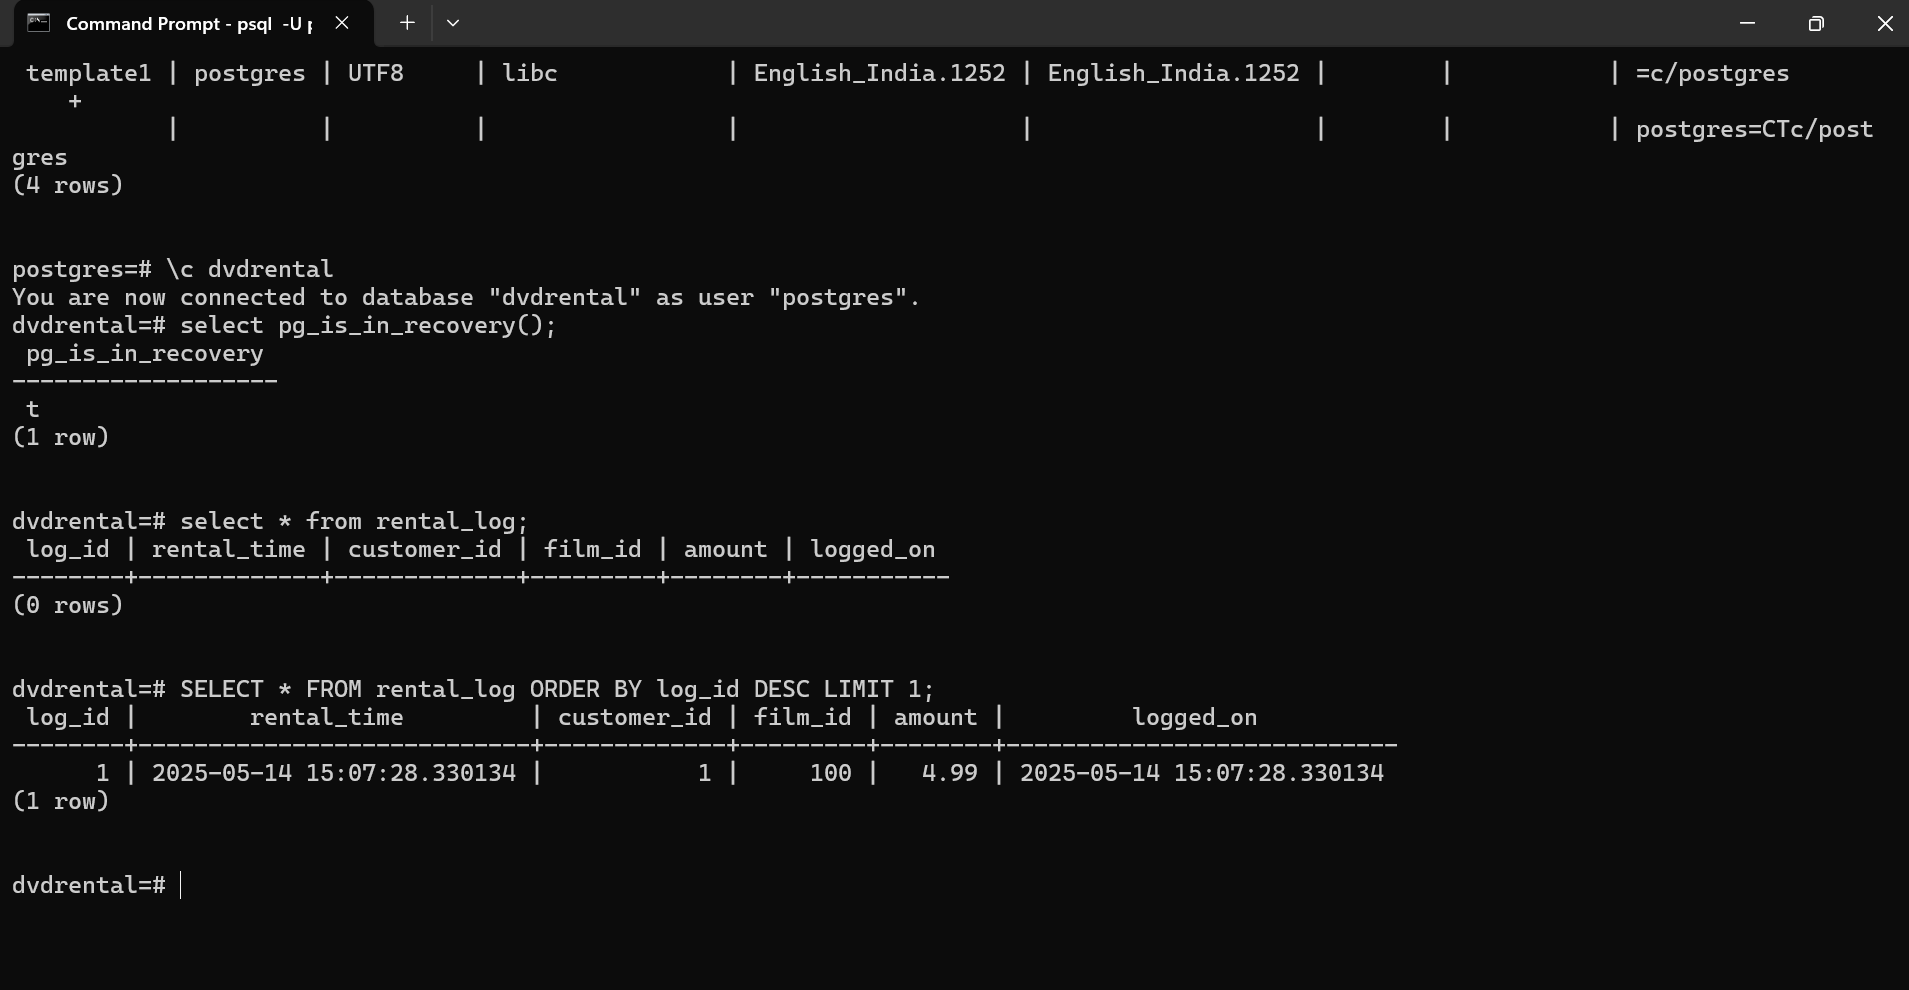 Command Prompt - psql  -U p
 template1 | postgres | UTF8     | libc            | English_India.1252 | English_India.1252 |        |           | =c/postgres
    +
           |          |          |                 |                    |                    |        |           | postgres=CTc/post
gres
(4 rows)
postgres=# \c dvdrental
You are now connected to database "dvdrental" as user "postgres".
dvdrental=# select pg_is_in_recovery();
 pg_is_in_recovery
-------------------
 t
(1 row)
dvdrental=# select * from rental_log;
 log_id | rental_time | customer_id | film_id | amount | logged_on
--------+-------------+-------------+---------+--------+-----------
(0 rows)
dvdrental=# SELECT * FROM rental_log ORDER BY log_id DESC LIMIT 1;
 log_id |        rental_time         | customer_id | film_id | amount |         logged_on
--------+----------------------------+-------------+---------+--------+----------------------------
      1 | 2025-05-14 15:07:28.330134 |           1 |     100 |   4.99 | 2025-05-14 15:07:28.330134
(1 row)
dvdrental=#